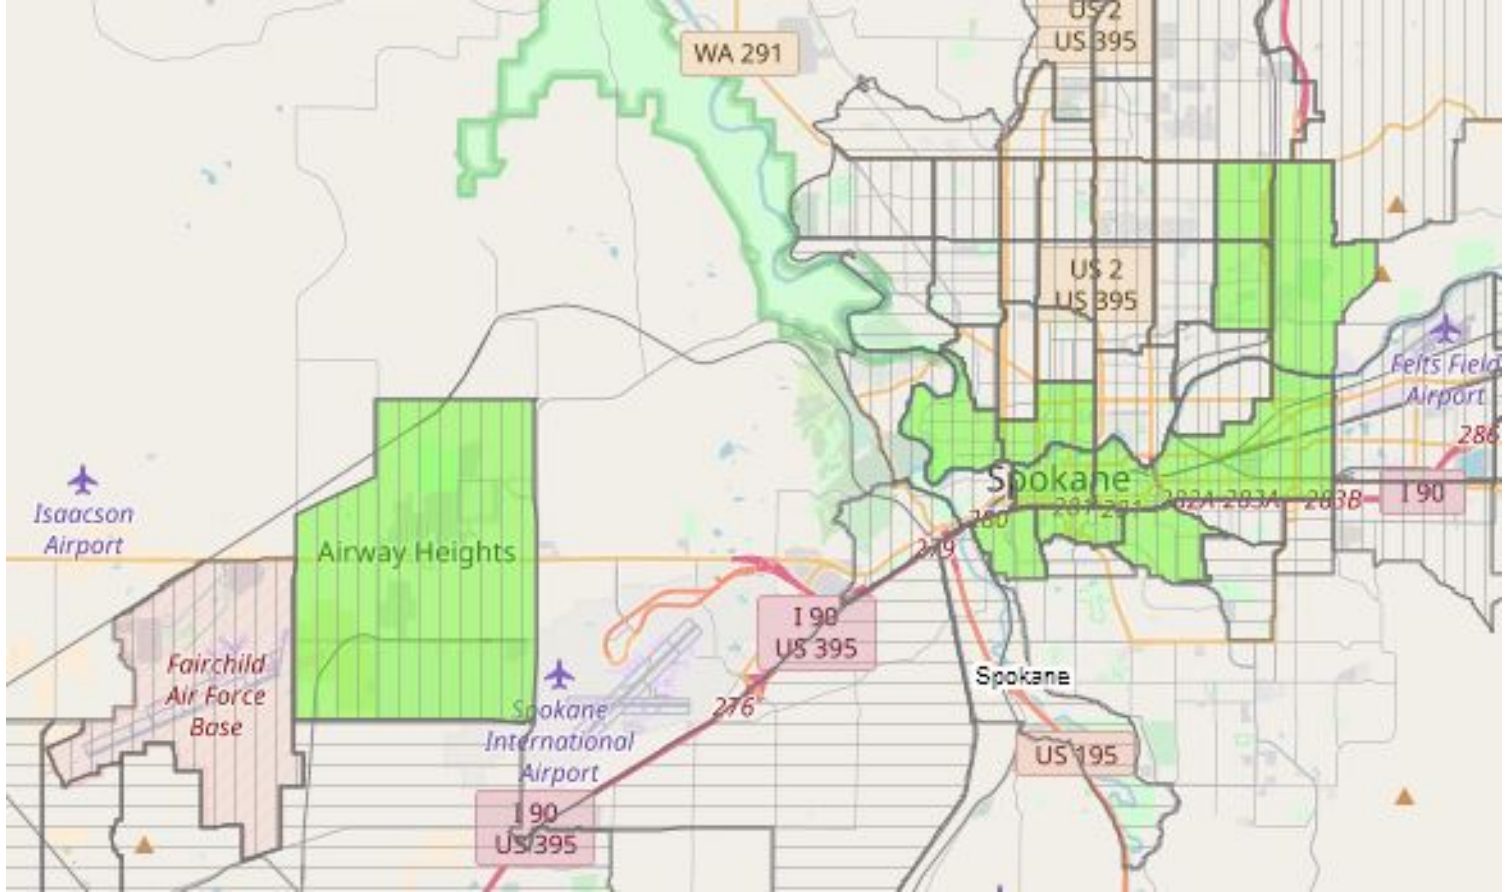 US 2
US 395
WA 291
US 2
US 395
Felts Field
Airport
286
I 90
Spokane
281
281
282A
283A
283B
280
279
Isaacson
Airport
Airway Heights
I 90
US 395
Fairchild
Air Force
Base
Spokane
276
Spokane
International
Airport
US 195
I 90
US 395